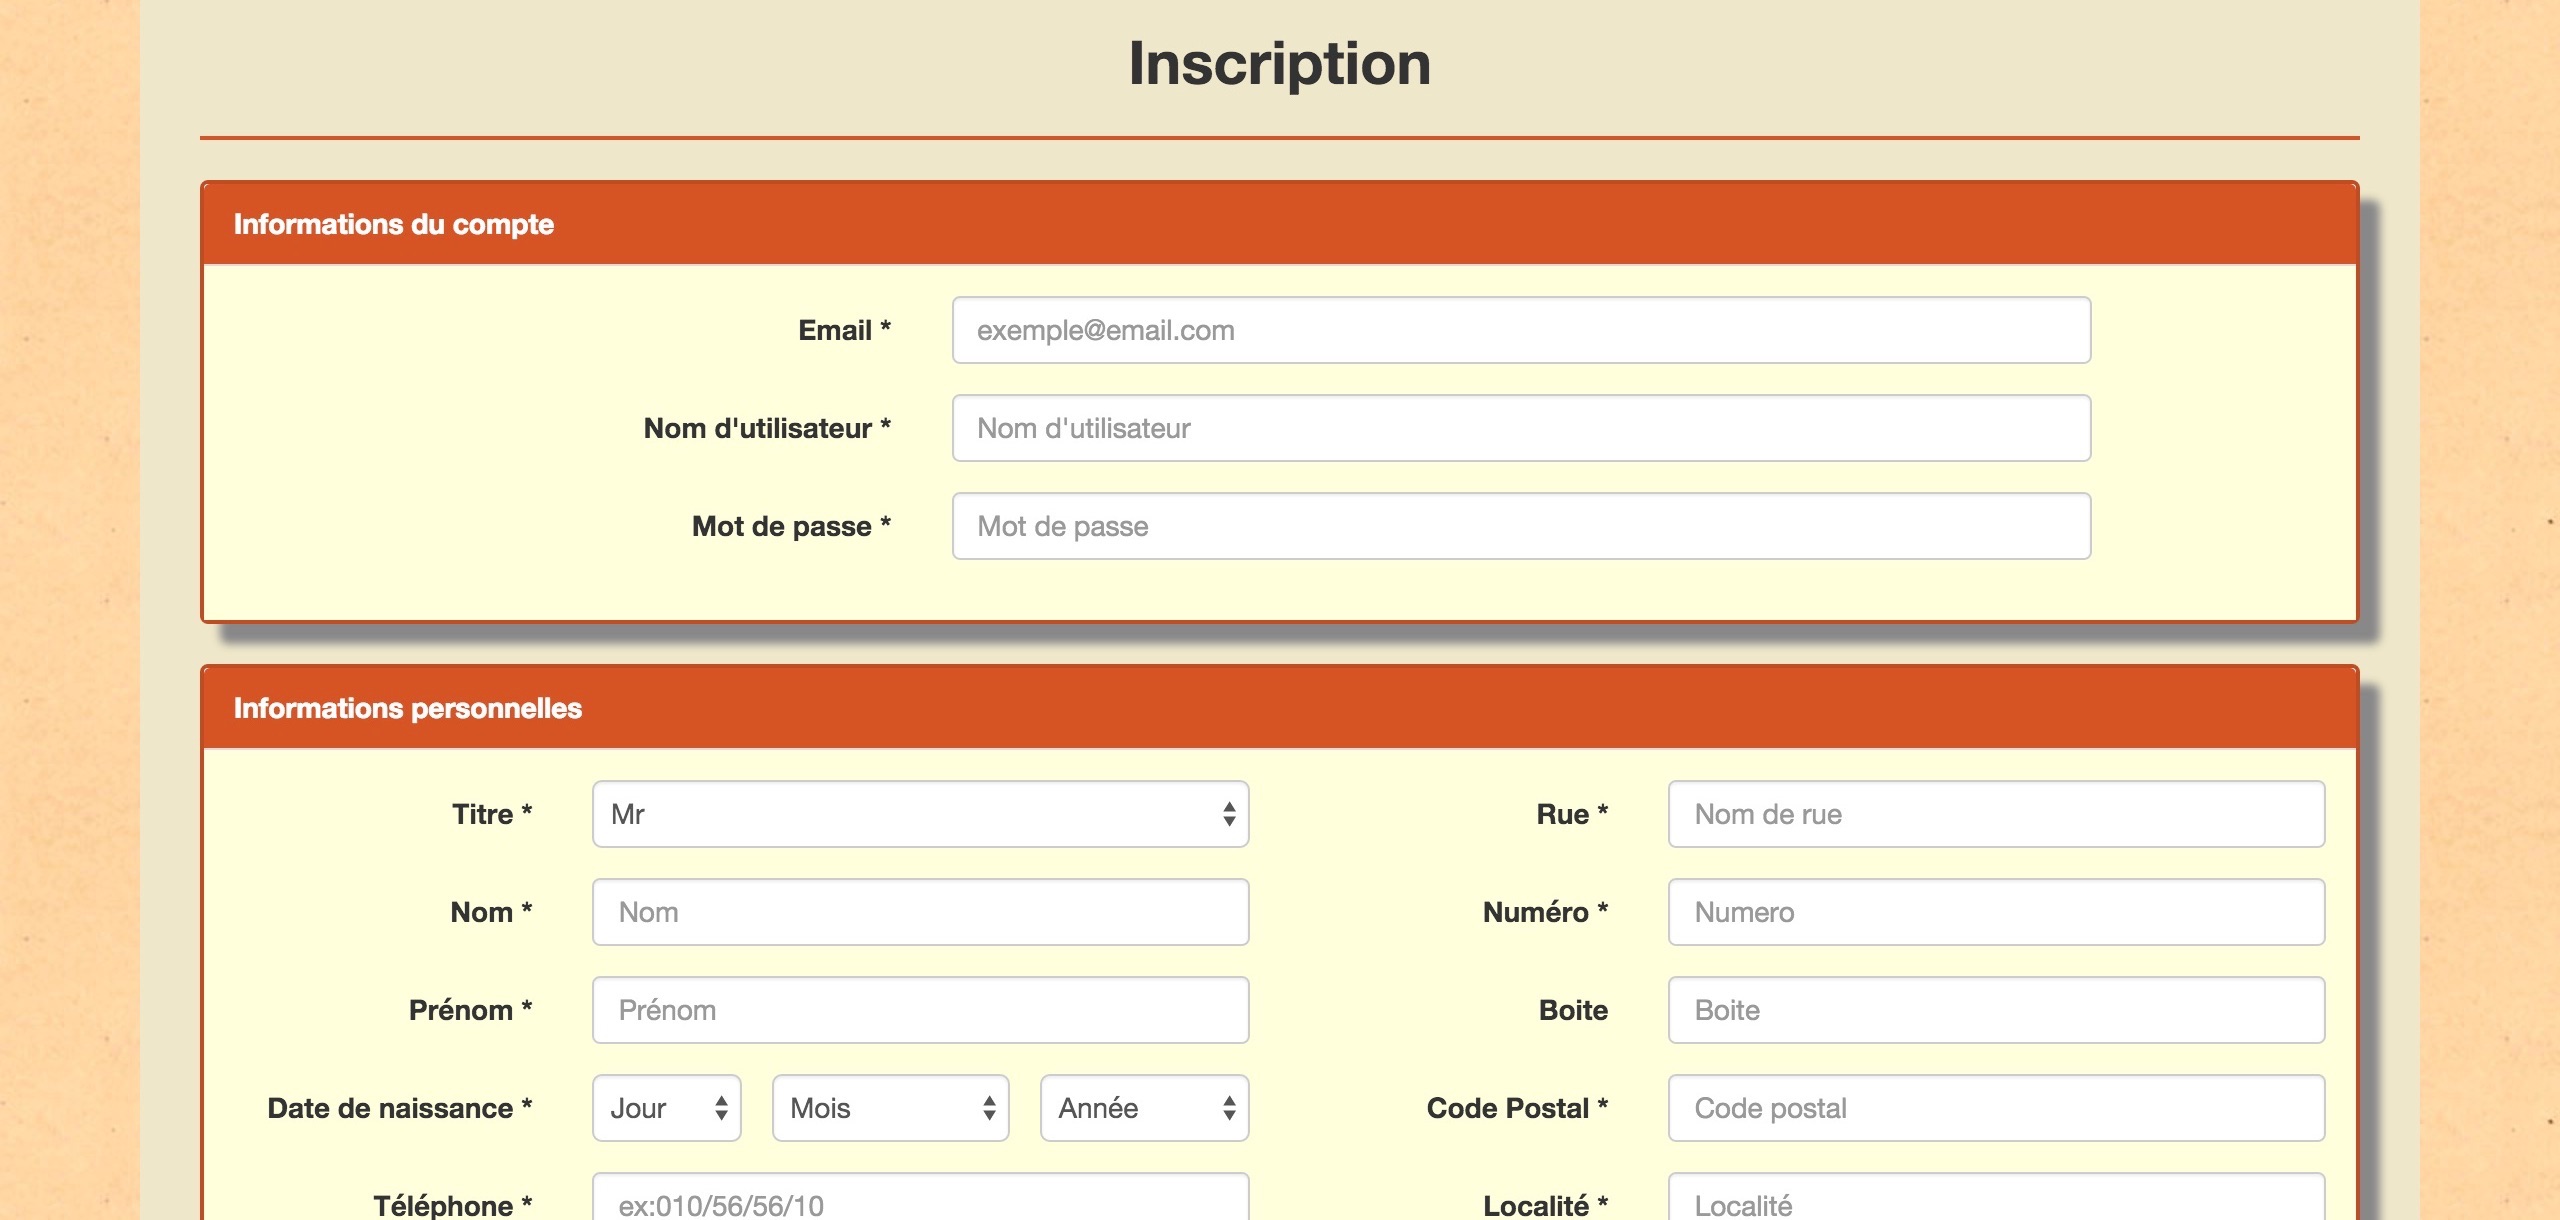 Inscription
Informations du compte
Email * exemple@email.com
Nom d'utilisateur * Nom d'utilisateur
Mot de passe * Mot de passe
Informations personnelles
Titre * Mr Rue * Nom de rue
Nom * Nom Numéro * Numero
Prénom * Prénom Boite Boite
Date de naissance * Jour Mois Année Code Postal * Code postal
Téléphone * ex:010/56/56/10 Localité * Localité